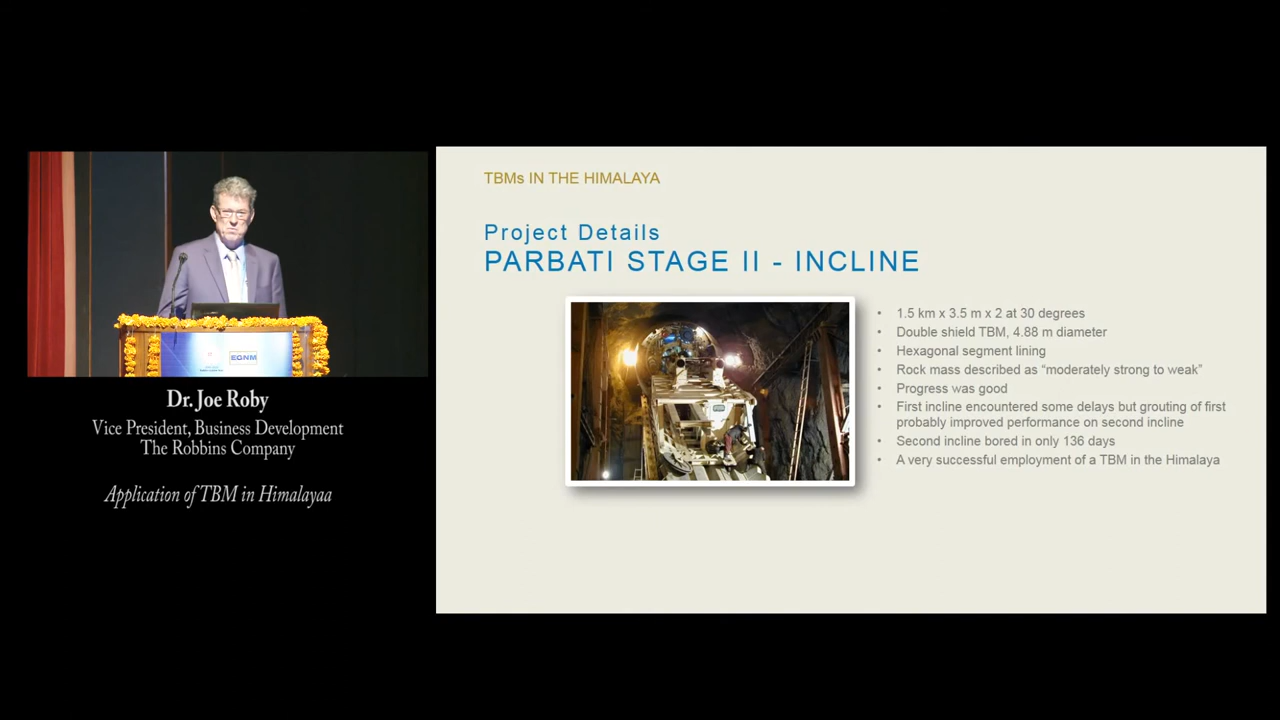 TBMs IN THE HIMALAYA
Project Details
PARBATI STAGE II - INCLINE
• 1.5 km x 3.5 m x 2 at 30 degrees
• Double shield TBM, 4.88 m diameter
• Hexagonal segment lining
• Rock mass described as “moderately strong to weak”
• Progress was good
• First incline encountered some delays but grouting of first
probably improved performance on second incline
• Second incline bored in only 136 days
• A very successful employment of a TBM in the Himalaya
EGNM
Dr. Joe Roby
Vice President, Business Development
The Robbins Company
Application of TBM in Himalayaa